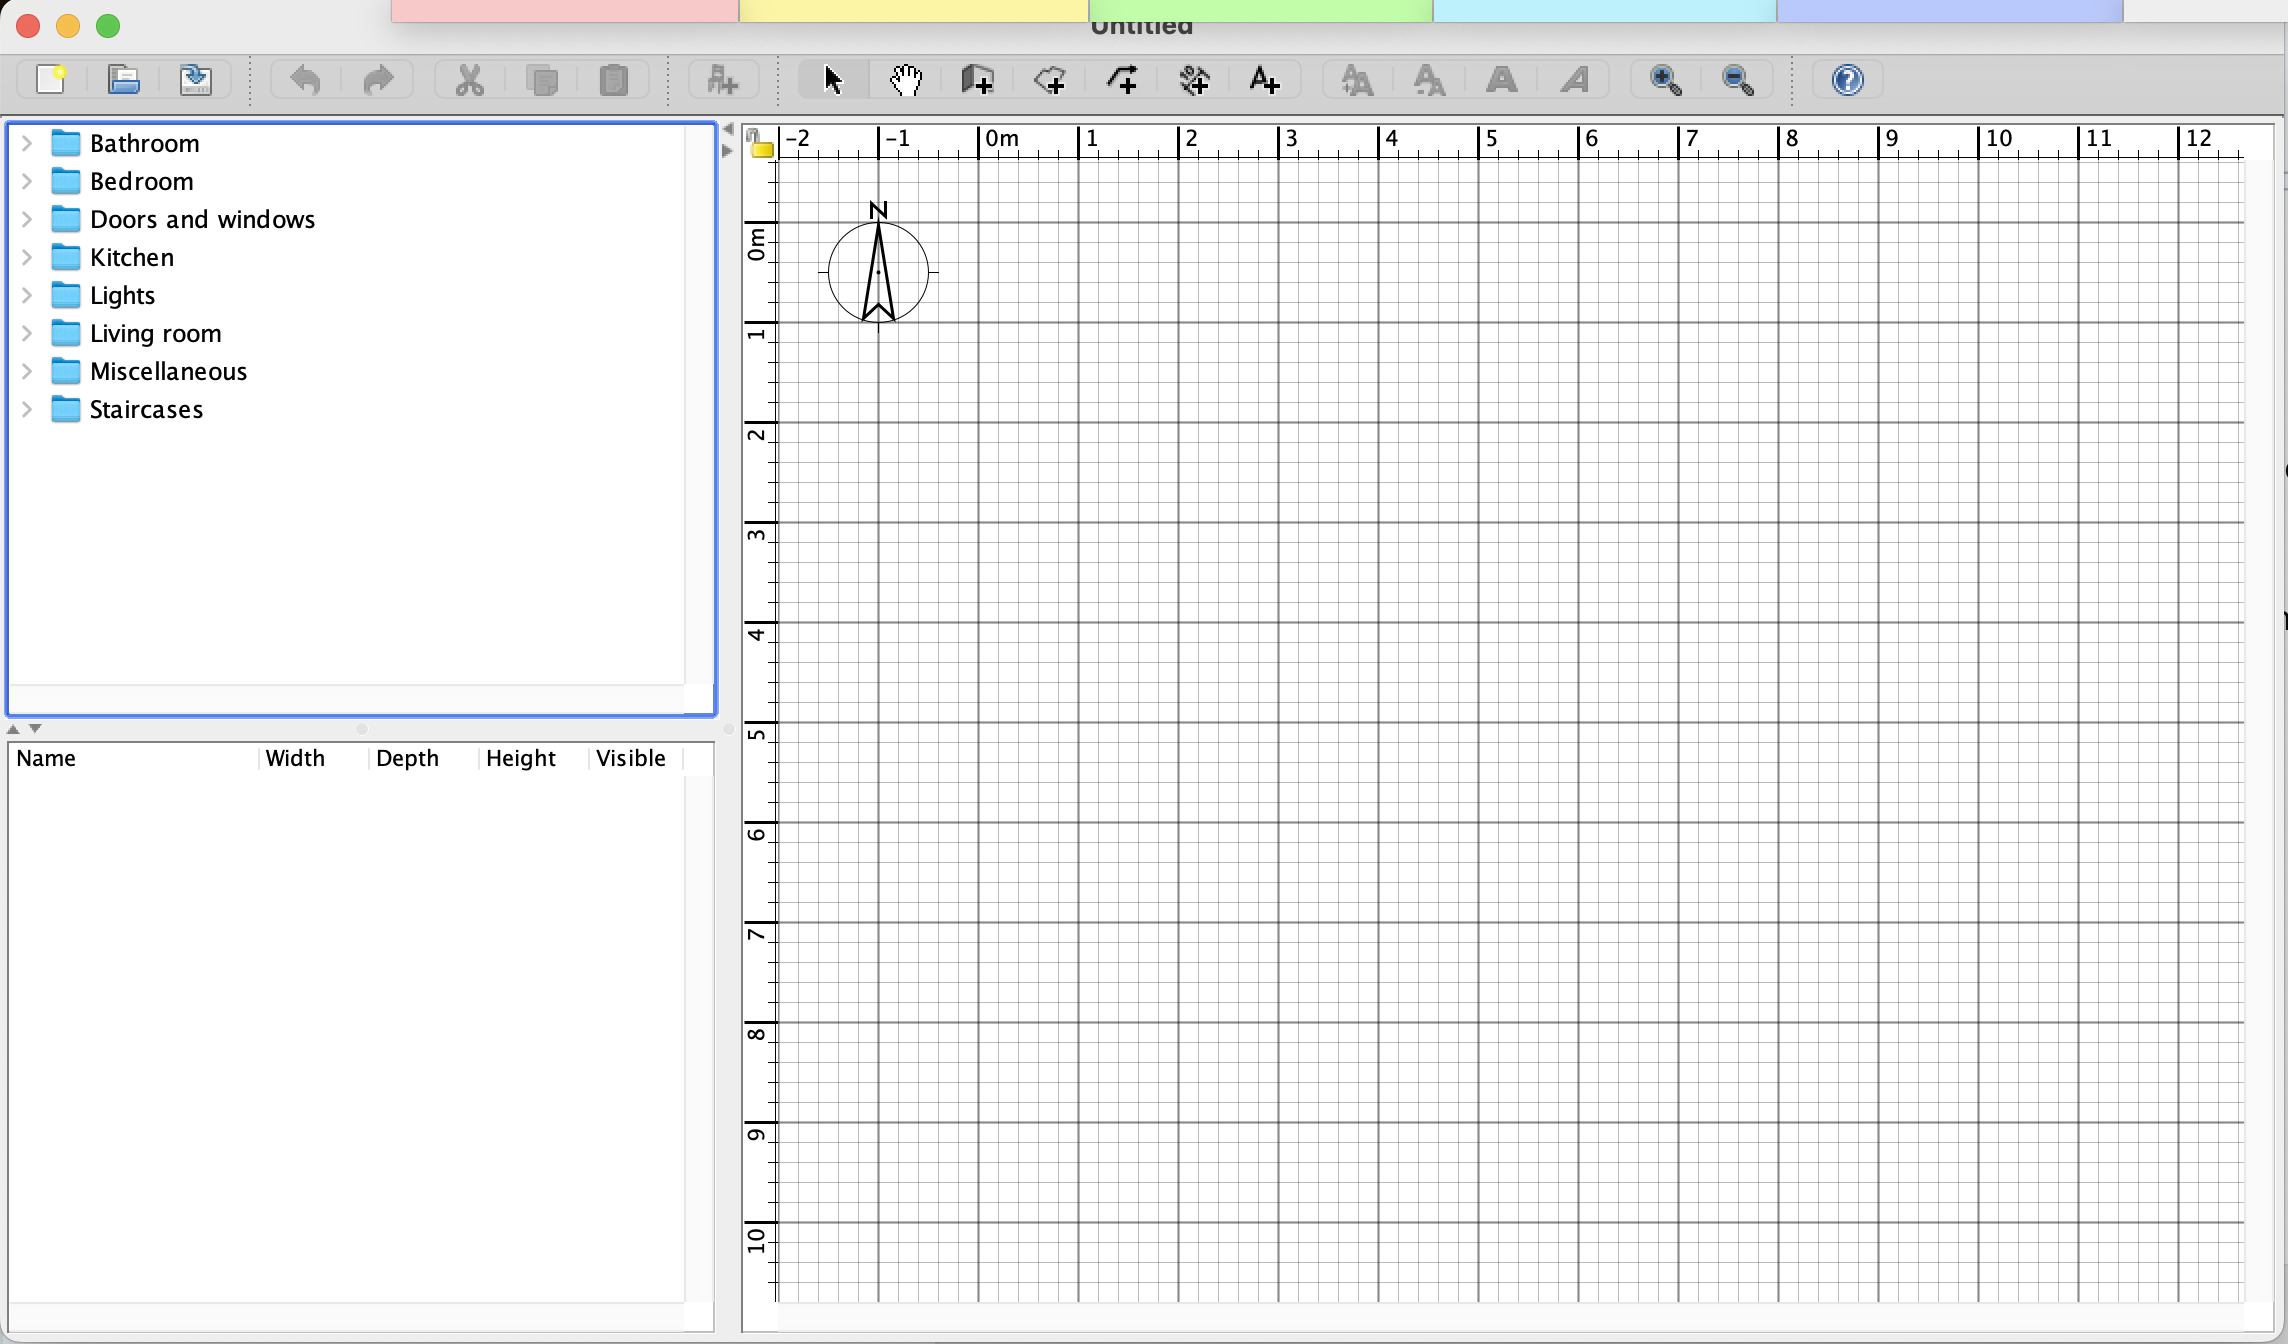 Untitled
Bathroom
Bedroom
Doors and windows
Kitchen
Lights
Living room
Miscellaneous
Staircases
Name Width Depth Height Visible
-2 -1 0m 1 2 3 4 5 6 7 8 9 10 11 12
N
0m
1
2
3
4
5
6
7
8
9
10